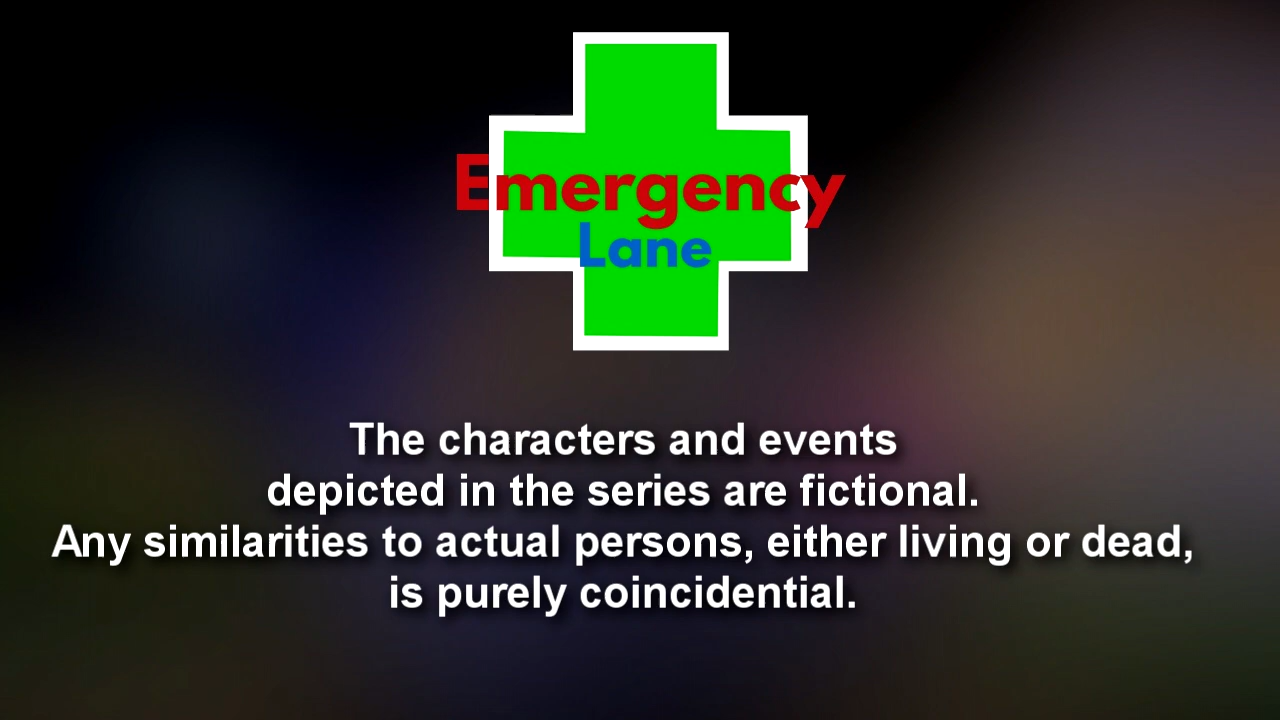 Emergency
Lane
The characters and events
depicted in the series are fictional.
Any similarities to actual persons, either living or dead,
is purely coincidential.